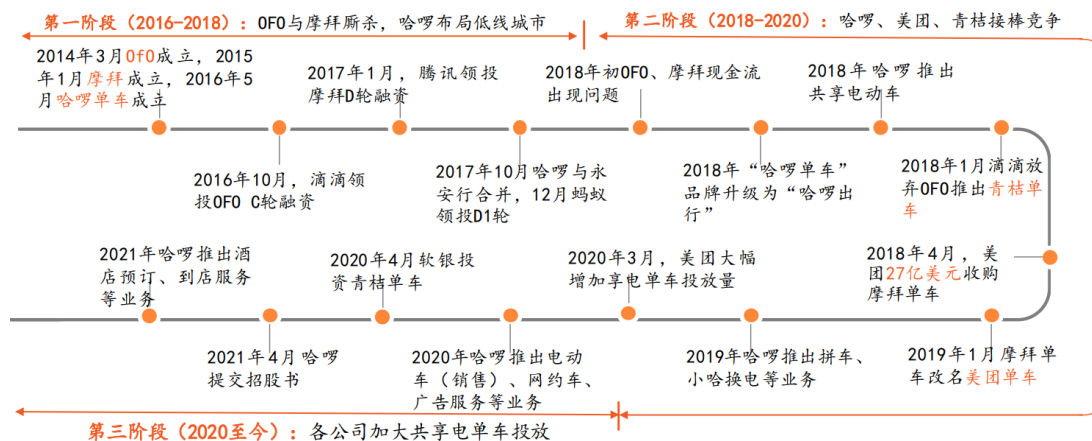 第一阶段（2016-2018）：OFO与摩拜厮杀，哈啰布局低线城市
第二阶段（2018-2020）：哈啰、美团、青桔接棒竞争
2014年3月OfO成立，2015
年1月摩拜成立，2016年5
月哈啰单车成立
2017年1月，腾讯领投
摩拜D轮融资
2018年初OFO、摩拜现金流
出现问题
2018年哈啰推出
共享电动车
2016年10月，滴滴领
投OFO C轮融资
2017年10月哈啰与永
安行合并，12月蚂蚁
领投D1轮
2018年“哈啰单车”
品牌升级为“哈啰出
行”
2018年1月滴滴放
弃OFO推出青桔单
车
2018年4月，美
团27亿美元收购
摩拜单车
2020年3月，美团大幅
增加享电单车投放量
2020年4月软银投
资青桔单车
2021年哈啰推出酒
店预订、到店服务
等业务
2019年1月摩拜单
车改名美团单车
2019年哈啰推出拼车、
小哈换电等业务
2020年哈啰推出电动
车（销售）、网约车、
广告服务等业务
2021年4月哈啰
提交招股书
第三阶段（2020至今）：各公司加大共享电单车投放